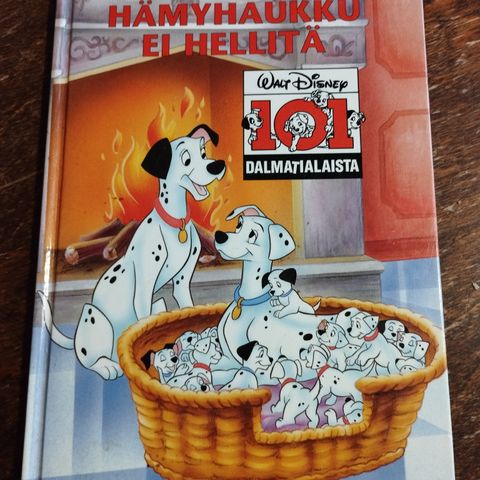 HÄMYHAUKKU
EI HELLITÄ
WALT DISNEY
101
DALMATIALAISTA